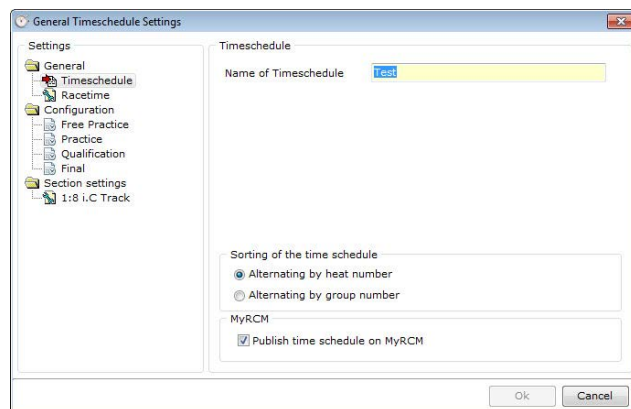 General Timeschedule Settings
Settings
General
Timeschedule
Racetime
Configuration
Free Practice
Practice
Qualification
Final
Section settings
1:8 i.C Track
Timeschedule
Name of Timeschedule
Test
Sorting of the time schedule
Alternating by heat number
Alternating by group number
MyRCM
Publish time schedule on MyRCM
Ok
Cancel